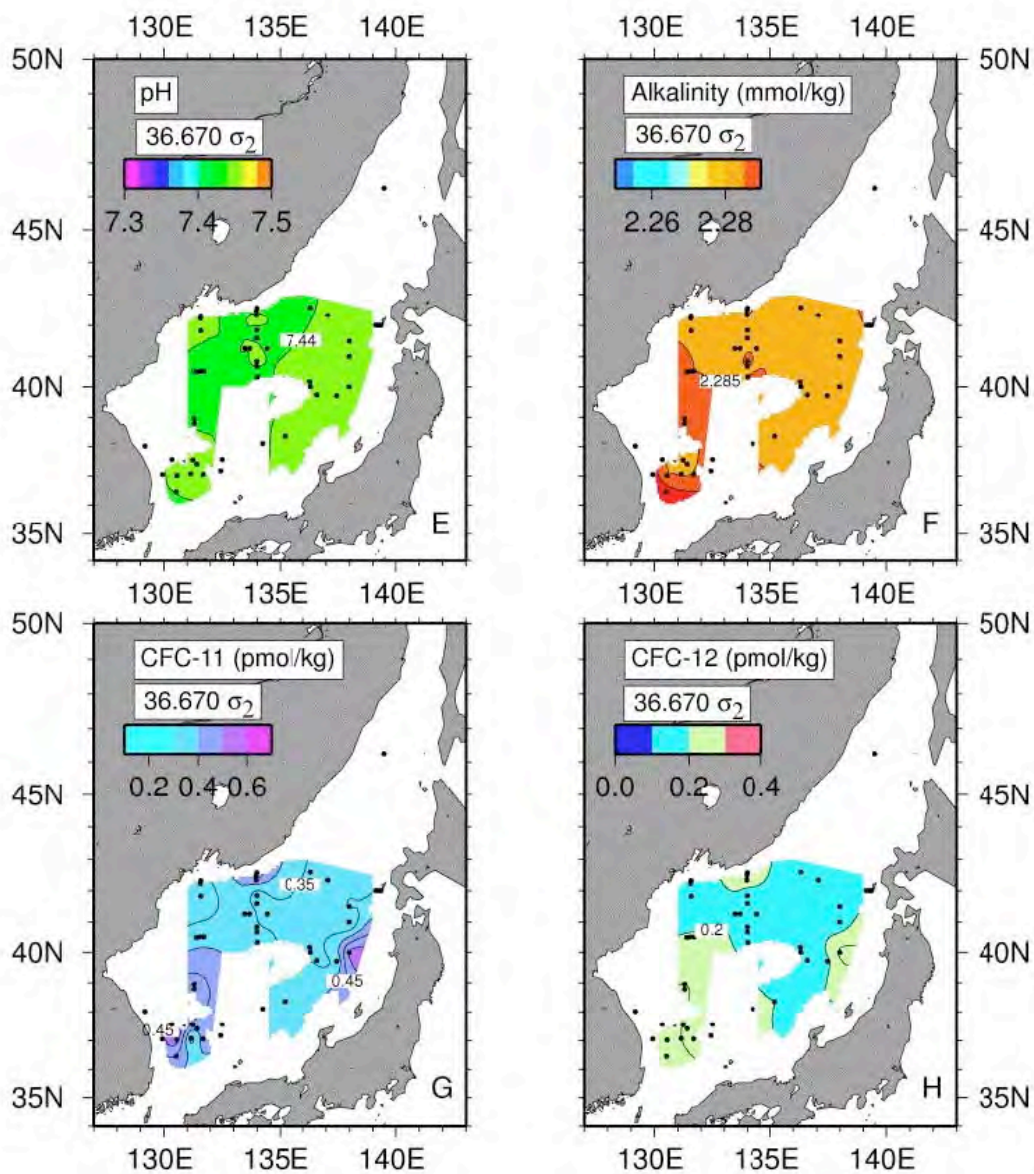 130E 135E 140E 130E 135E 140E
50N 50N
pH Alkalinity (mmol/kg)
36.670 σ2 36.670 σ2
7.3 7.4 7.5 2.26 2.28
45N 45N
7.44
40N 2.285 40N
35N E F 35N
130E 135E 140E 130E 135E 140E
50N 50N
CFC-11 (pmol/kg) CFC-12 (pmol/kg)
36.670 σ2 36.670 σ2
0.2 0.4 0.6 0.0 0.2 0.4
45N 45N
0.35
40N 0.2 40N
0.45
0.45
35N G H 35N
130E 135E 140E 130E 135E 140E